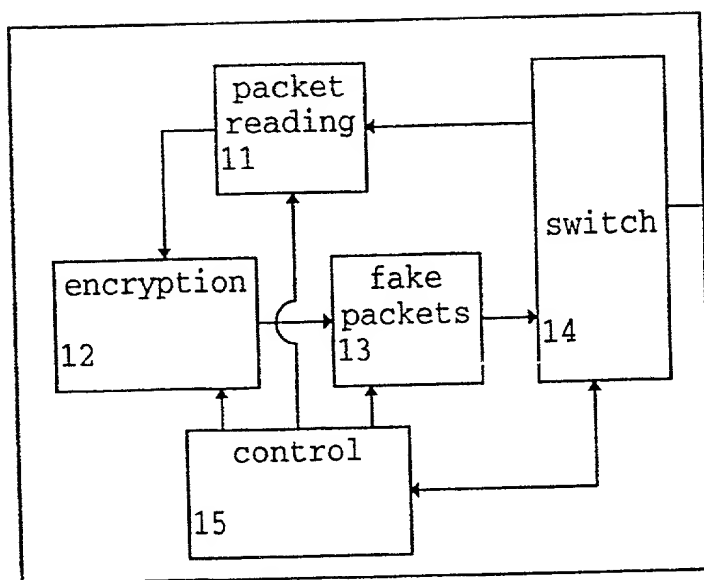 packet
reading
11
switch
14
encryption
12
fake
packets
13
control
15